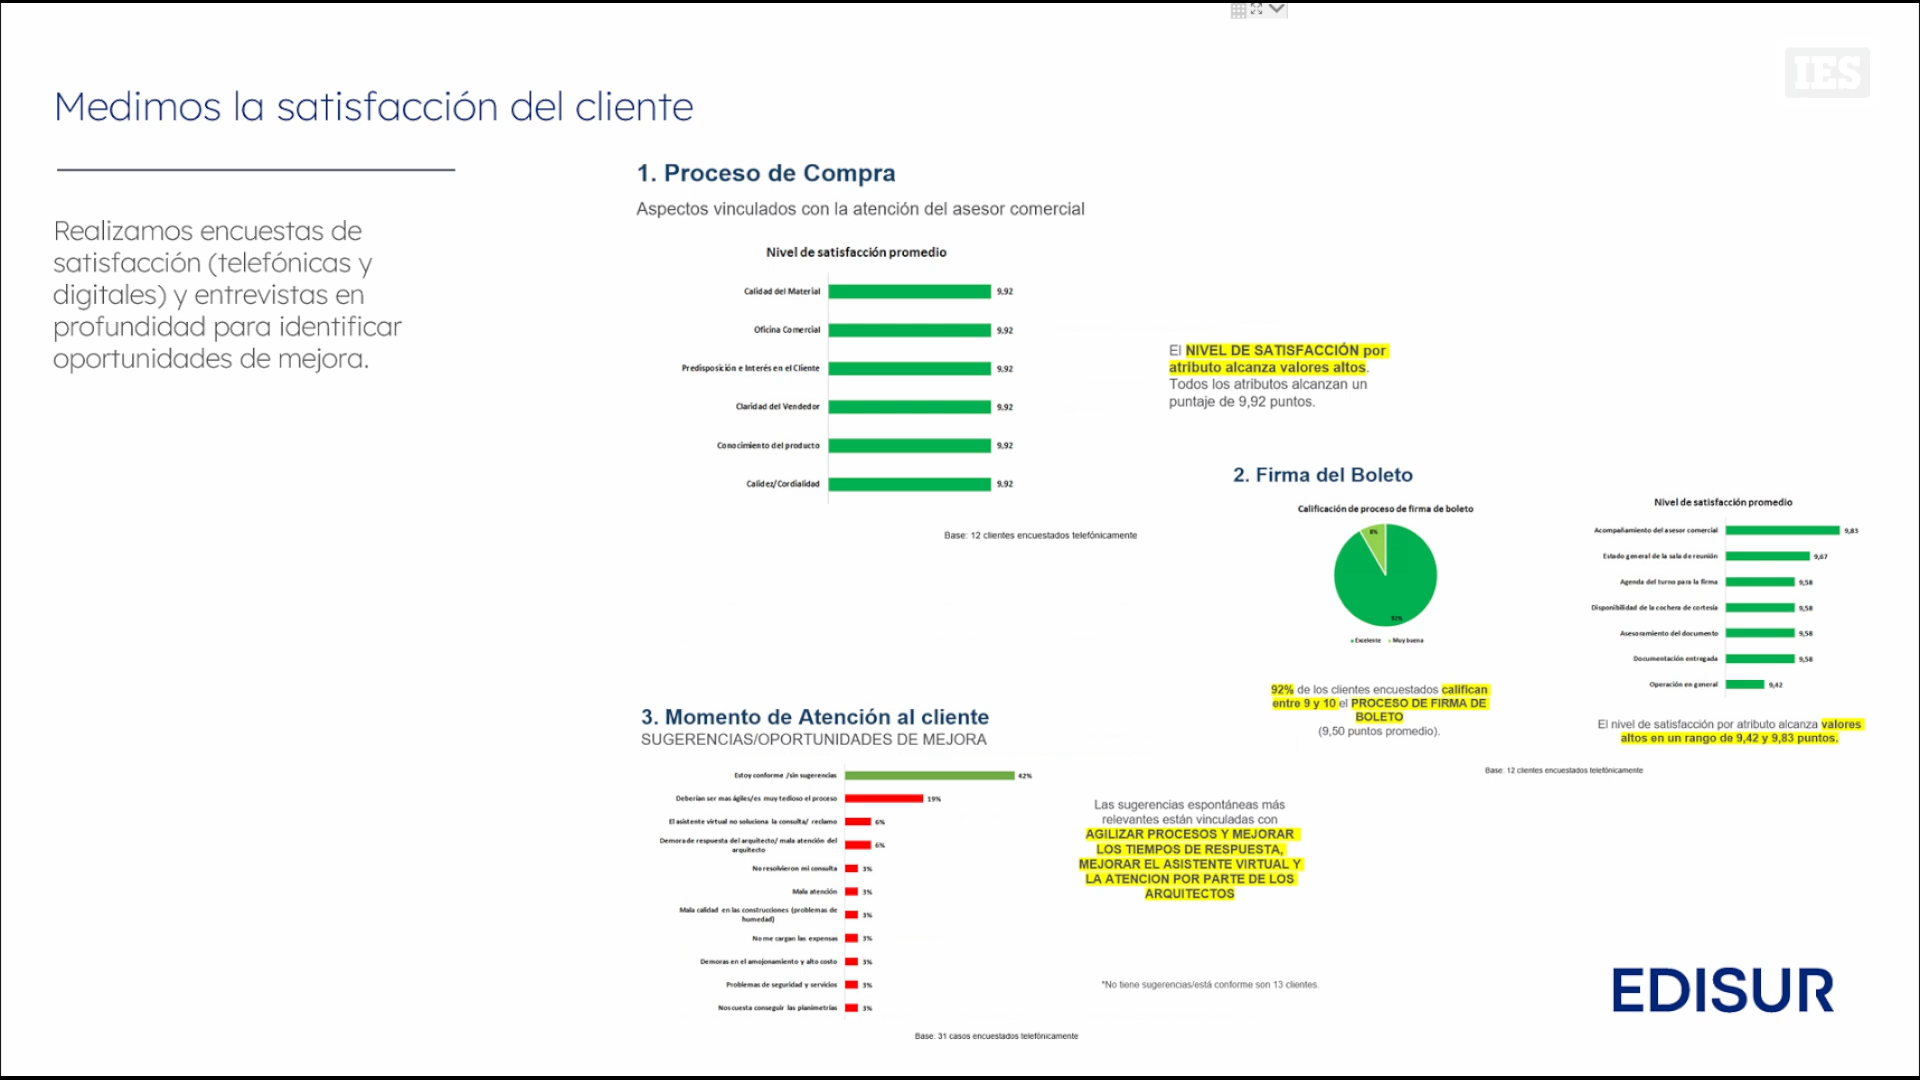 IES
Medimos la satisfacción del cliente
Realizamos encuestas de
satisfacción (telefónicas y
digitales) y entrevistas en
profundidad para identificar
oportunidades de mejora.
1. Proceso de Compra
Aspectos vinculados con la atención del asesor comercial
Nivel de satisfacción promedio
Calidad del Material 9,92
Oficina Comercial 9,92
Predisposición e Interés en el Cliente 9,92
Claridad del Vendedor 9,92
Conocimiento del producto 9,92
Calidez/Cordialidad 9,92
Base: 12 clientes encuestados telefónicamente
El NIVEL DE SATISFACCIÓN por
atributo alcanza valores altos.
Todos los atributos alcanzan un
puntaje de 9,92 puntos.
2. Firma del Boleto
Calificación de proceso de firma de boleto
8%
92%
Excelente Muy buena
92% de los clientes encuestados califican
entre 9 y 10 el PROCESO DE FIRMA DE
BOLETO
(9,50 puntos promedio).
Nivel de satisfacción promedio
Acompañamiento del asesor comercial 9,83
Estado general de la sala de reunión 9,67
Agenda del turno para la firma 9,58
Disponibilidad de la cochera de cortesía 9,58
Asesoramiento del documento 9,58
Documentación entregada 9,58
Operación en general 9,42
El nivel de satisfacción por atributo alcanza valores
altos en un rango de 9,42 y 9,83 puntos.
Base: 12 clientes encuestados telefónicamente
3. Momento de Atención al cliente
SUGERENCIAS/OPORTUNIDADES DE MEJORA
Estoy conforme /sin sugerencias 42%
Deberían ser mas ágiles/es muy tedioso el proceso 19%
El asistente virtual no soluciona la consulta/ reclamo 6%
Demora de respuesta del arquitecto/ mala atención del
arquitecto 6%
No resolvieron mi consulta 3%
Mala atención 3%
Mala calidad en las construcciones (problemas de
humedad) 3%
No me cargan las expensas 3%
Demoras en el amojonamiento y alto costo 3%
Problemas de seguridad y servicios 3%
Nos cuesta conseguir las planimetrías 3%
Base: 31 casos encuestados telefónicamente
Las sugerencias espontáneas más
relevantes están vinculadas con
AGILIZAR PROCESOS Y MEJORAR
LOS TIEMPOS DE RESPUESTA,
MEJORAR EL ASISTENTE VIRTUAL Y
LA ATENCION POR PARTE DE LOS
ARQUITECTOS
*No tiene sugerencias/está conforme son 13 clientes.
EDISUR